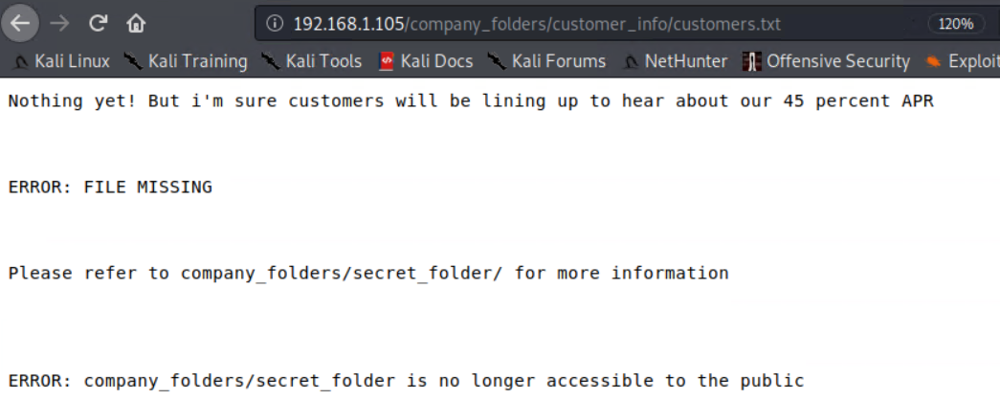 192.168.1.105/company_folders/customer_info/customers.txt
120%
Kali Linux Kali Training Kali Tools Kali Docs Kali Forums NetHunter Offensive Security Exploit
Nothing yet! But i'm sure customers will be lining up to hear about our 45 percent APR
ERROR: FILE MISSING
Please refer to company_folders/secret_folder/ for more information
ERROR: company_folders/secret_folder is no longer accessible to the public